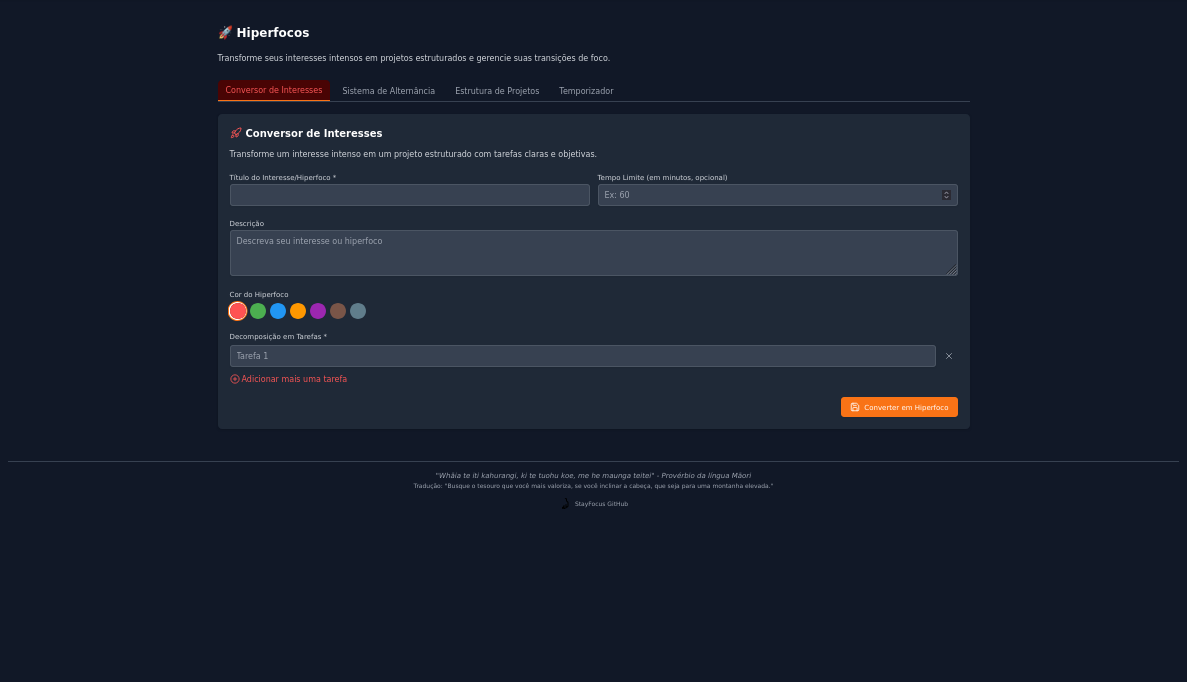 🚀 Hiperfocos
Transforme seus interesses intensos em projetos estruturados e gerencie suas transições de foco.
Conversor de Interesses Sistema de Alternância Estrutura de Projetos Temporizador
Conversor de Interesses
Transforme um interesse intenso em um projeto estruturado com tarefas claras e objetivas.
Título do Interesse/Hiperfoco * Tempo Limite (em minutos, opcional)
Ex: 60
Descrição
Descreva seu interesse ou hiperfoco
Cor do Hiperfoco
Decomposição em Tarefas *
Tarefa 1
Adicionar mais uma tarefa
Converter em Hiperfoco
"Whāia te iti kahurangi, ki te tuohu koe, me he maunga teitei" - Provérbio da língua Māori
Tradução: "Busque o tesouro que você mais valoriza, se você inclinar a cabeça, que seja para uma montanha elevada."
StayFocus GitHub